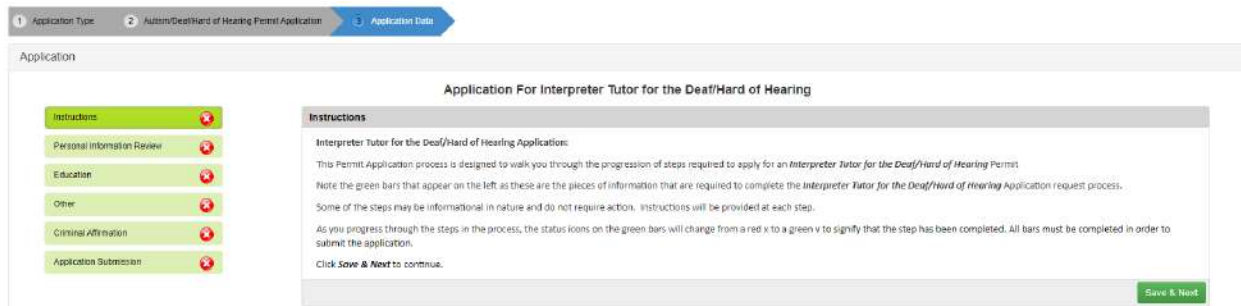 1 Application Type 2 Autism/Deaf/Hard of Hearing Permit Application 3 Application Data
Application
Application For Interpreter Tutor for the Deaf/Hard of Hearing
Instructions
Personal Information Review
Education
Other
Criminal Affirmation
Application Submission
Instructions
Interpreter Tutor for the Deaf/Hard of Hearing Application:
This Permit Application process is designed to walk you through the progression of steps required to apply for an Interpreter Tutor for the Deaf/Hard of Hearing Permit
Note the green bars that appear on the left as these are the pieces of information that are required to complete the Interpreter Tutor for the Deaf/Hard of Hearing Application request process.
Some of the steps may be informational in nature and do not require action. Instructions will be provided at each step.
As you progress through the steps in the process, the status icons on the green bars will change from a red x to a green v to signify that the step has been completed. All bars must be completed in order to
submit the application.
Click Save & Next to continue.
Save & Next